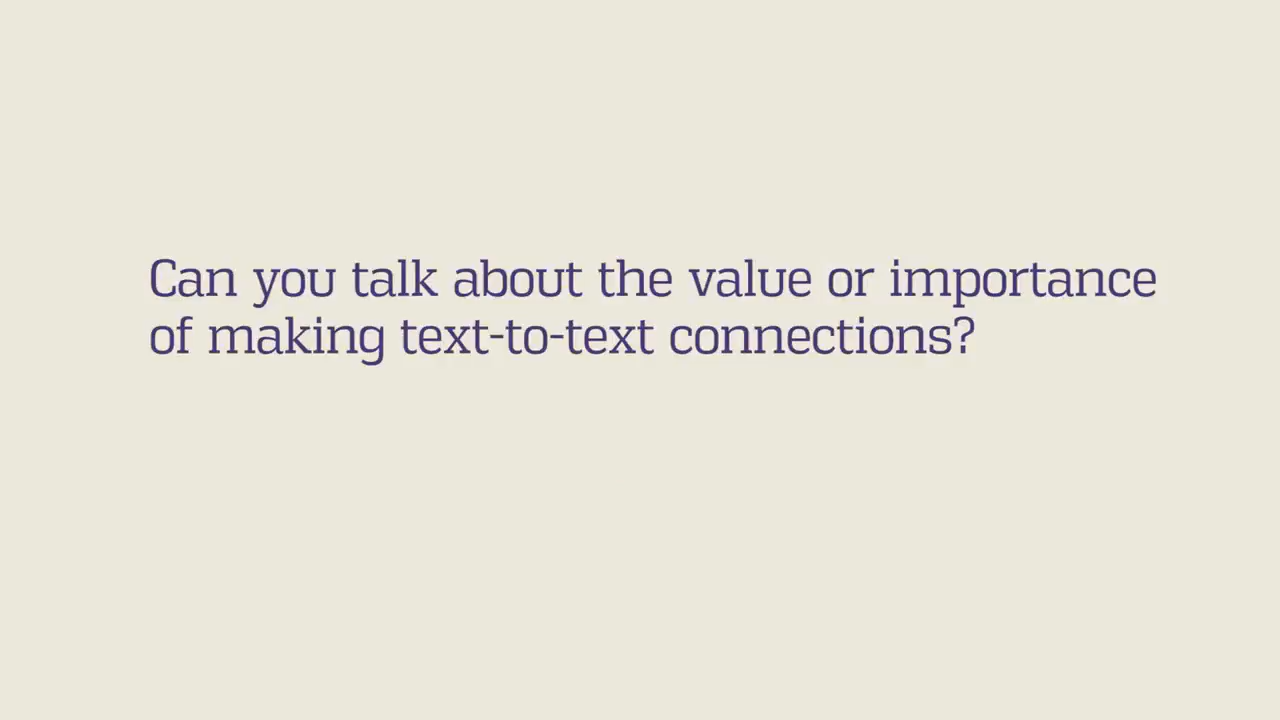 Can you talk about the value or importance
of making text-to-text connections?